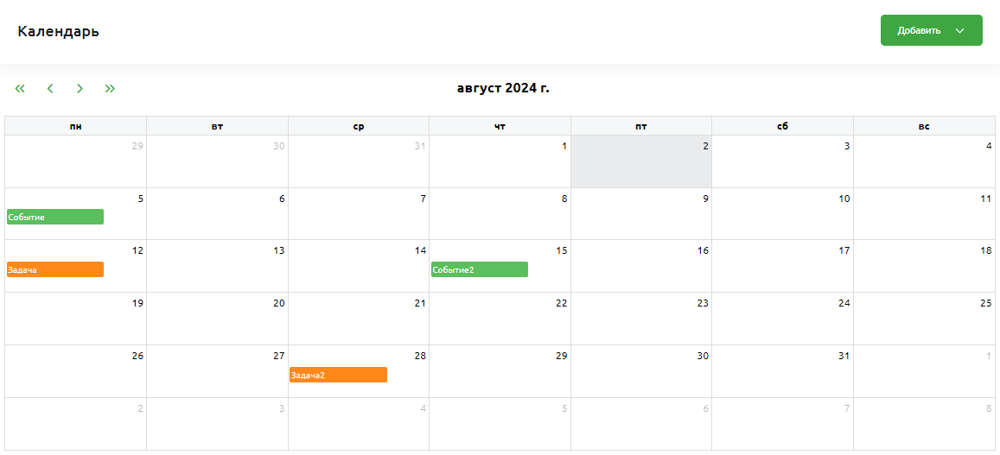 Календарь
Добавить
август 2024 г.
пн вт ср чт пт сб вс
29 30 31 1 2 3 4
5 6 7 8 9 10 11
Событие
12 13 14 15 16 17 18
Задача Событие2
19 20 21 22 23 24 25
26 27 28 29 30 31 1
Задача2
2 3 4 5 6 7 8